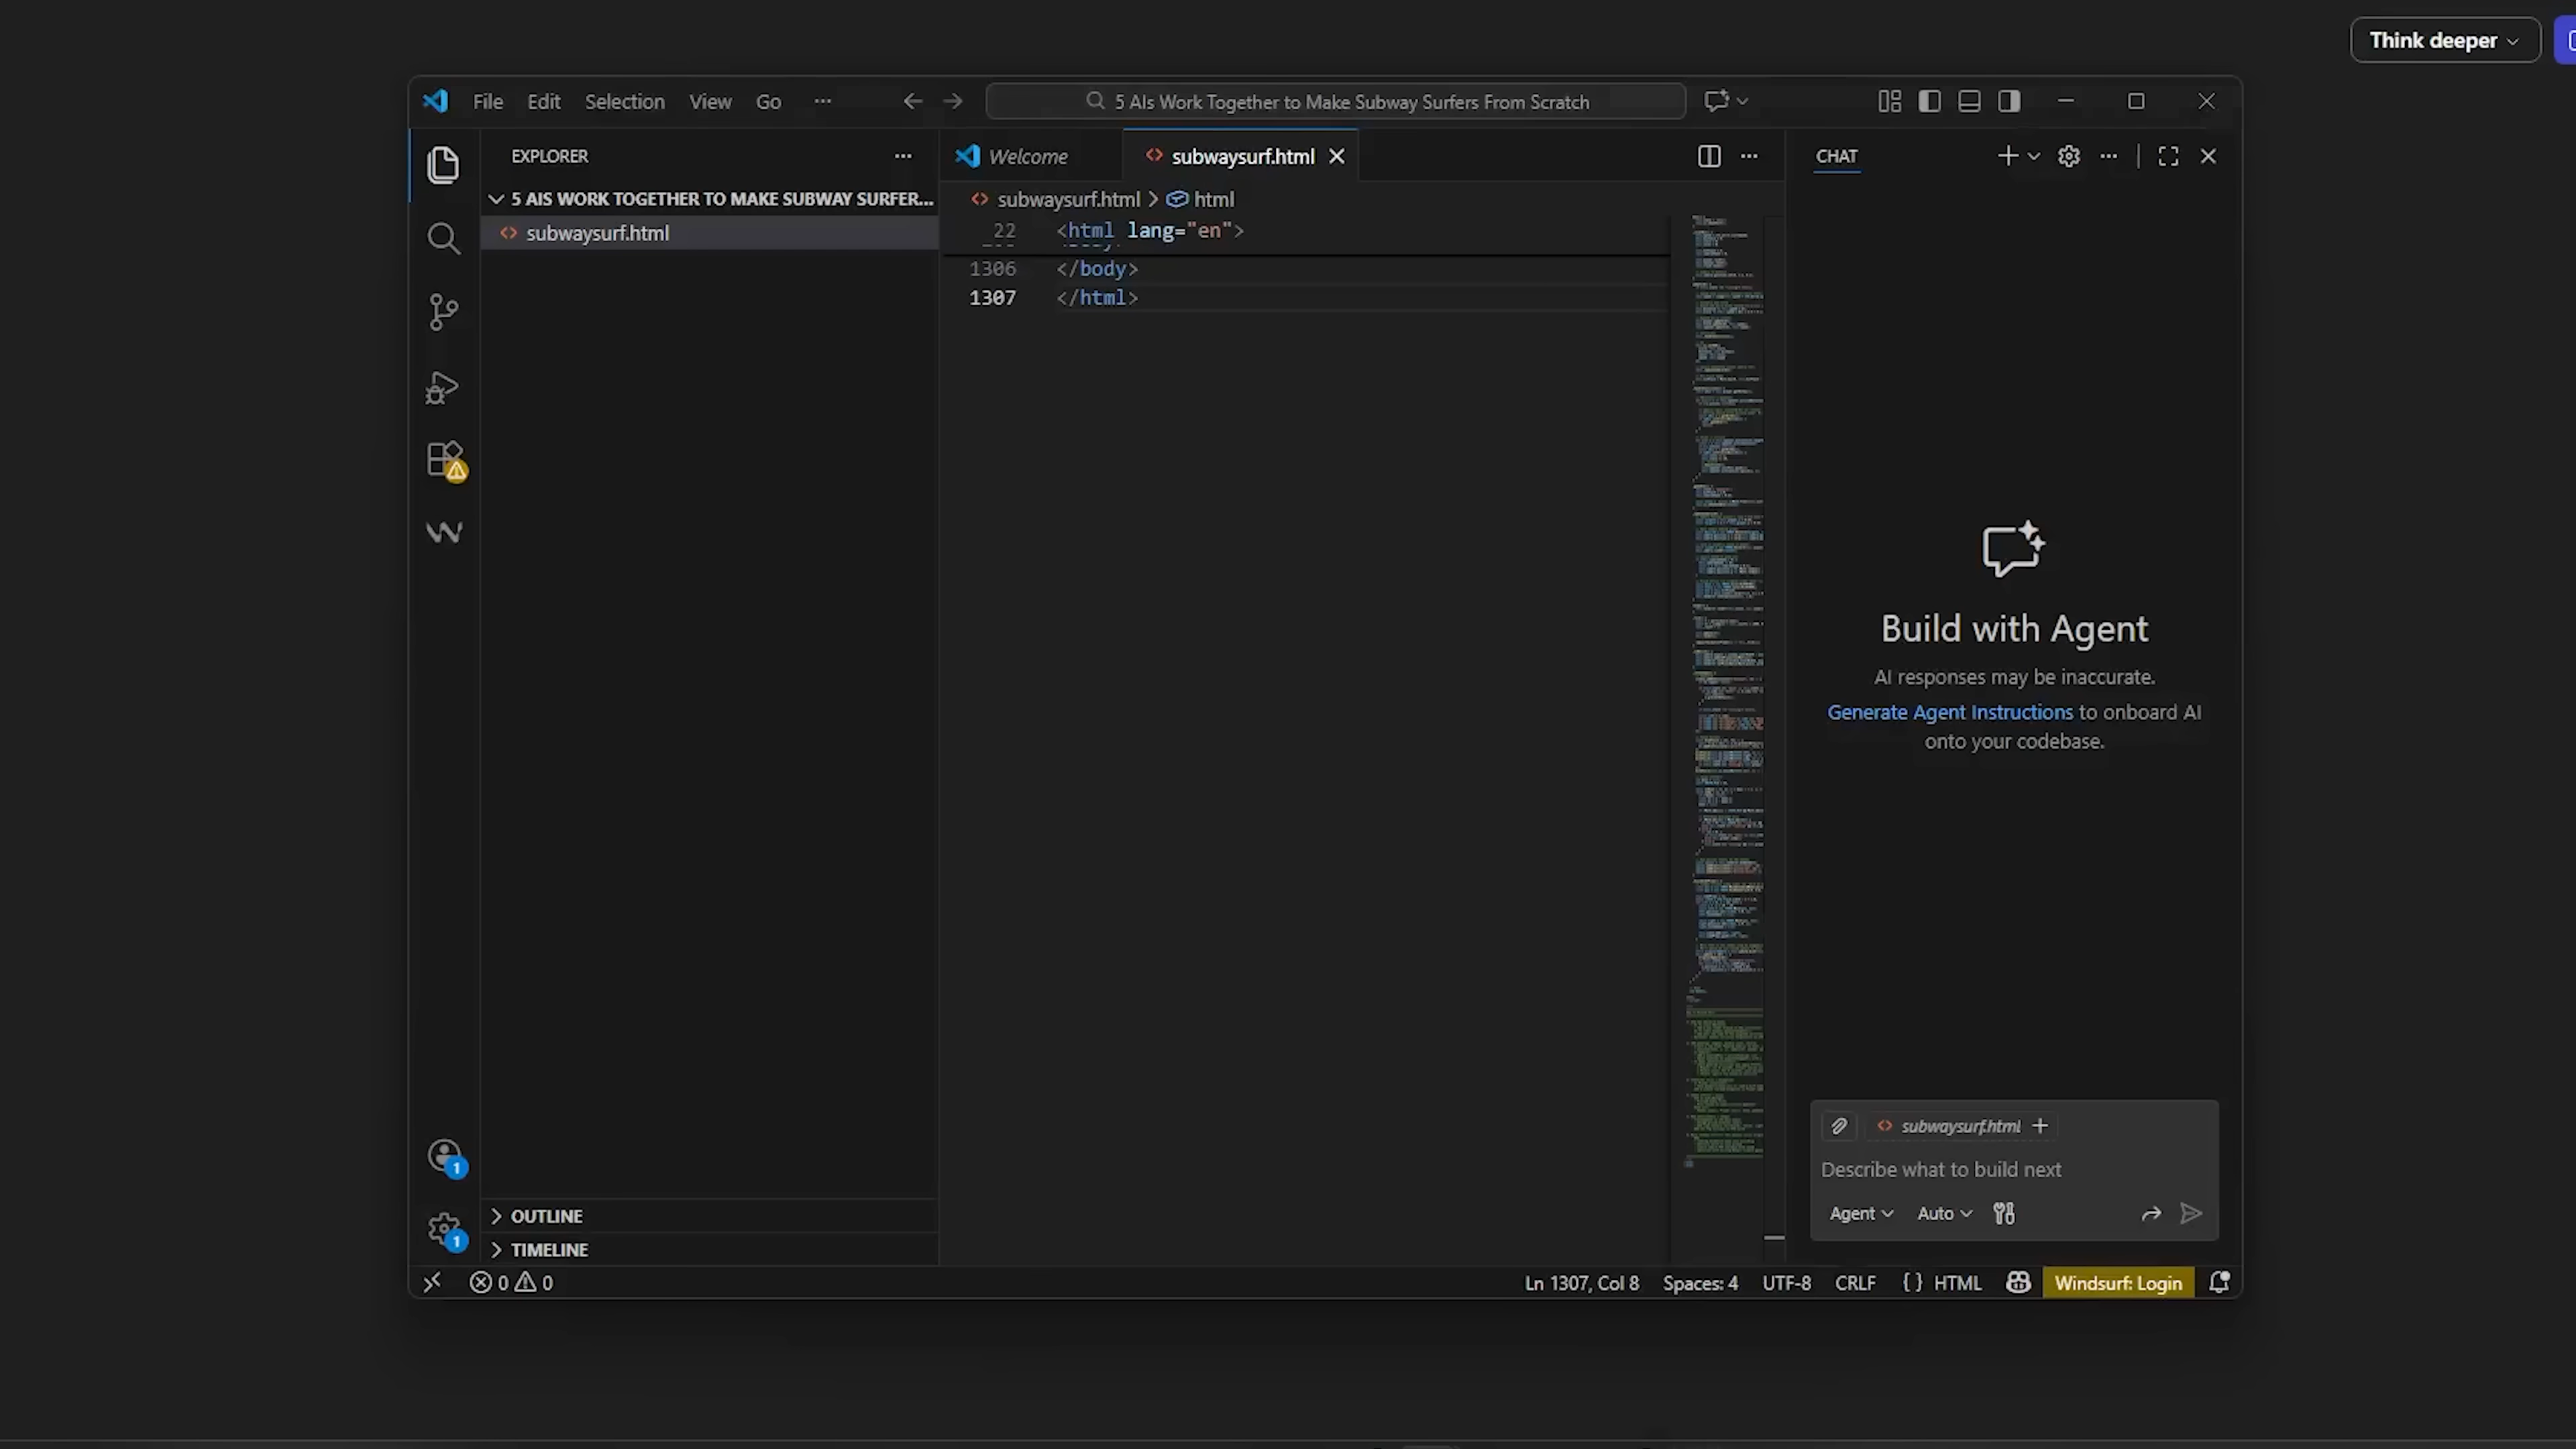 Think deeper
File Edit Selection View Go ···
5 AIs Work Together to Make Subway Surfers From Scratch
EXPLORER
5 AIS WORK TOGETHER TO MAKE SUBWAY SURFER...
subwaysurf.html
OUTLINE
TIMELINE
Welcome
subwaysurf.html
subwaysurf.html > html
22 <html lang="en">
1306 </body>
1307 </html>
CHAT
Build with Agent
AI responses may be inaccurate.
Generate Agent Instructions to onboard AI
onto your codebase.
subwaysurf.html
Describe what to build next
Agent Auto
1
1
0 0
Ln 1307, Col 8 Spaces: 4 UTF-8 CRLF { } HTML Windsurf: Login